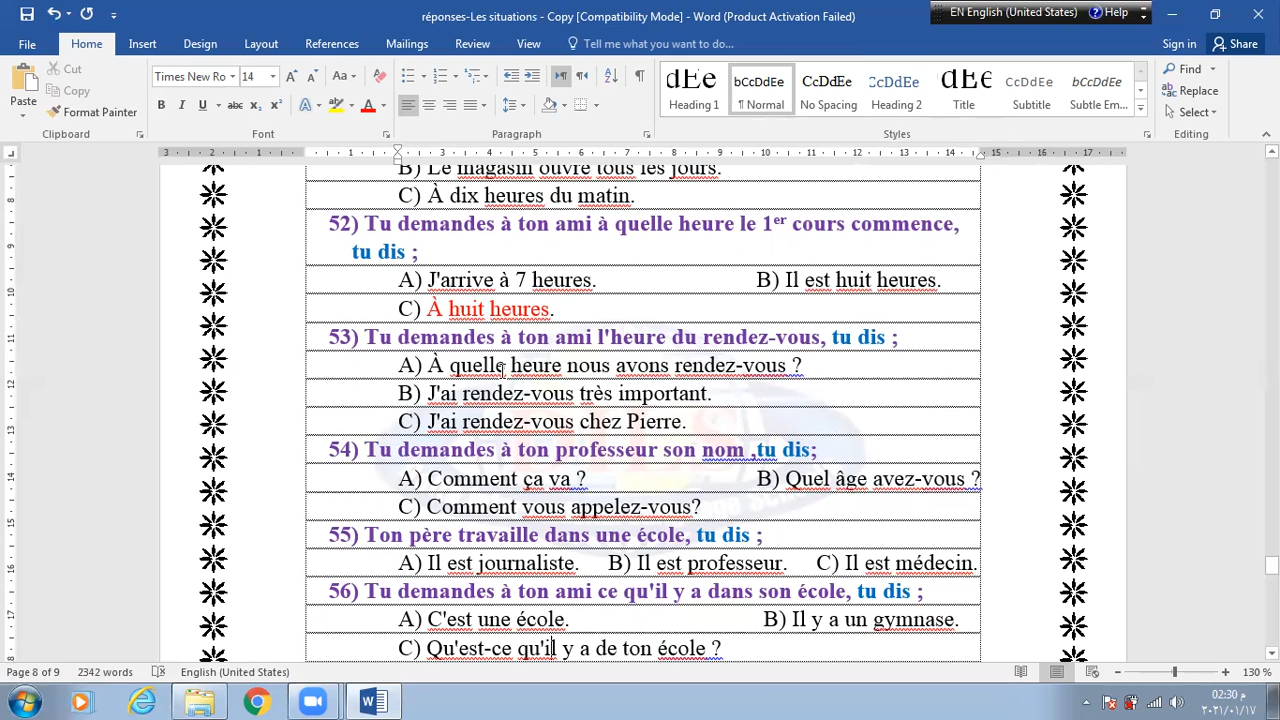 réponses-Les situations - Copy [Compatibility Mode] - Word (Product Activation Failed)
EN English (United States) Help
File Home Insert Design Layout References Mailings Review View Tell me what you want to do... Sign in Share
Paste Cut Copy Format Painter
Times New Ro 14
Heading 1 ¶ Normal No Spacing Heading 2 Title Subtitle Subtle Em...
Find Replace Select
Clipboard Font Paragraph Styles Editing
B) Le magasin ouvre tous les jours.
C) À dix heures du matin.
52) Tu demandes à ton ami à quelle heure le 1er cours commence,
tu dis ;
A) J'arrive à 7 heures. B) Il est huit heures.
C) À huit heures.
53) Tu demandes à ton ami l'heure du rendez-vous, tu dis ;
A) À quelle heure nous avons rendez-vous ?
B) J'ai rendez-vous très important.
C) J'ai rendez-vous chez Pierre.
54) Tu demandes à ton professeur son nom ,tu dis;
A) Comment ça va ? B) Quel âge avez-vous ?
C) Comment vous appelez-vous?
55) Ton père travaille dans une école, tu dis ;
A) Il est journaliste. B) Il est professeur. C) Il est médecin.
56) Tu demandes à ton ami ce qu'il y a dans son école, tu dis ;
A) C'est une école. B) Il y a un gymnase.
C) Qu'est-ce qu'il y a de ton école ?
Page 8 of 9 2342 words English (United States) 130 %
02:30 م
٢٠٢١/٠١/١٧